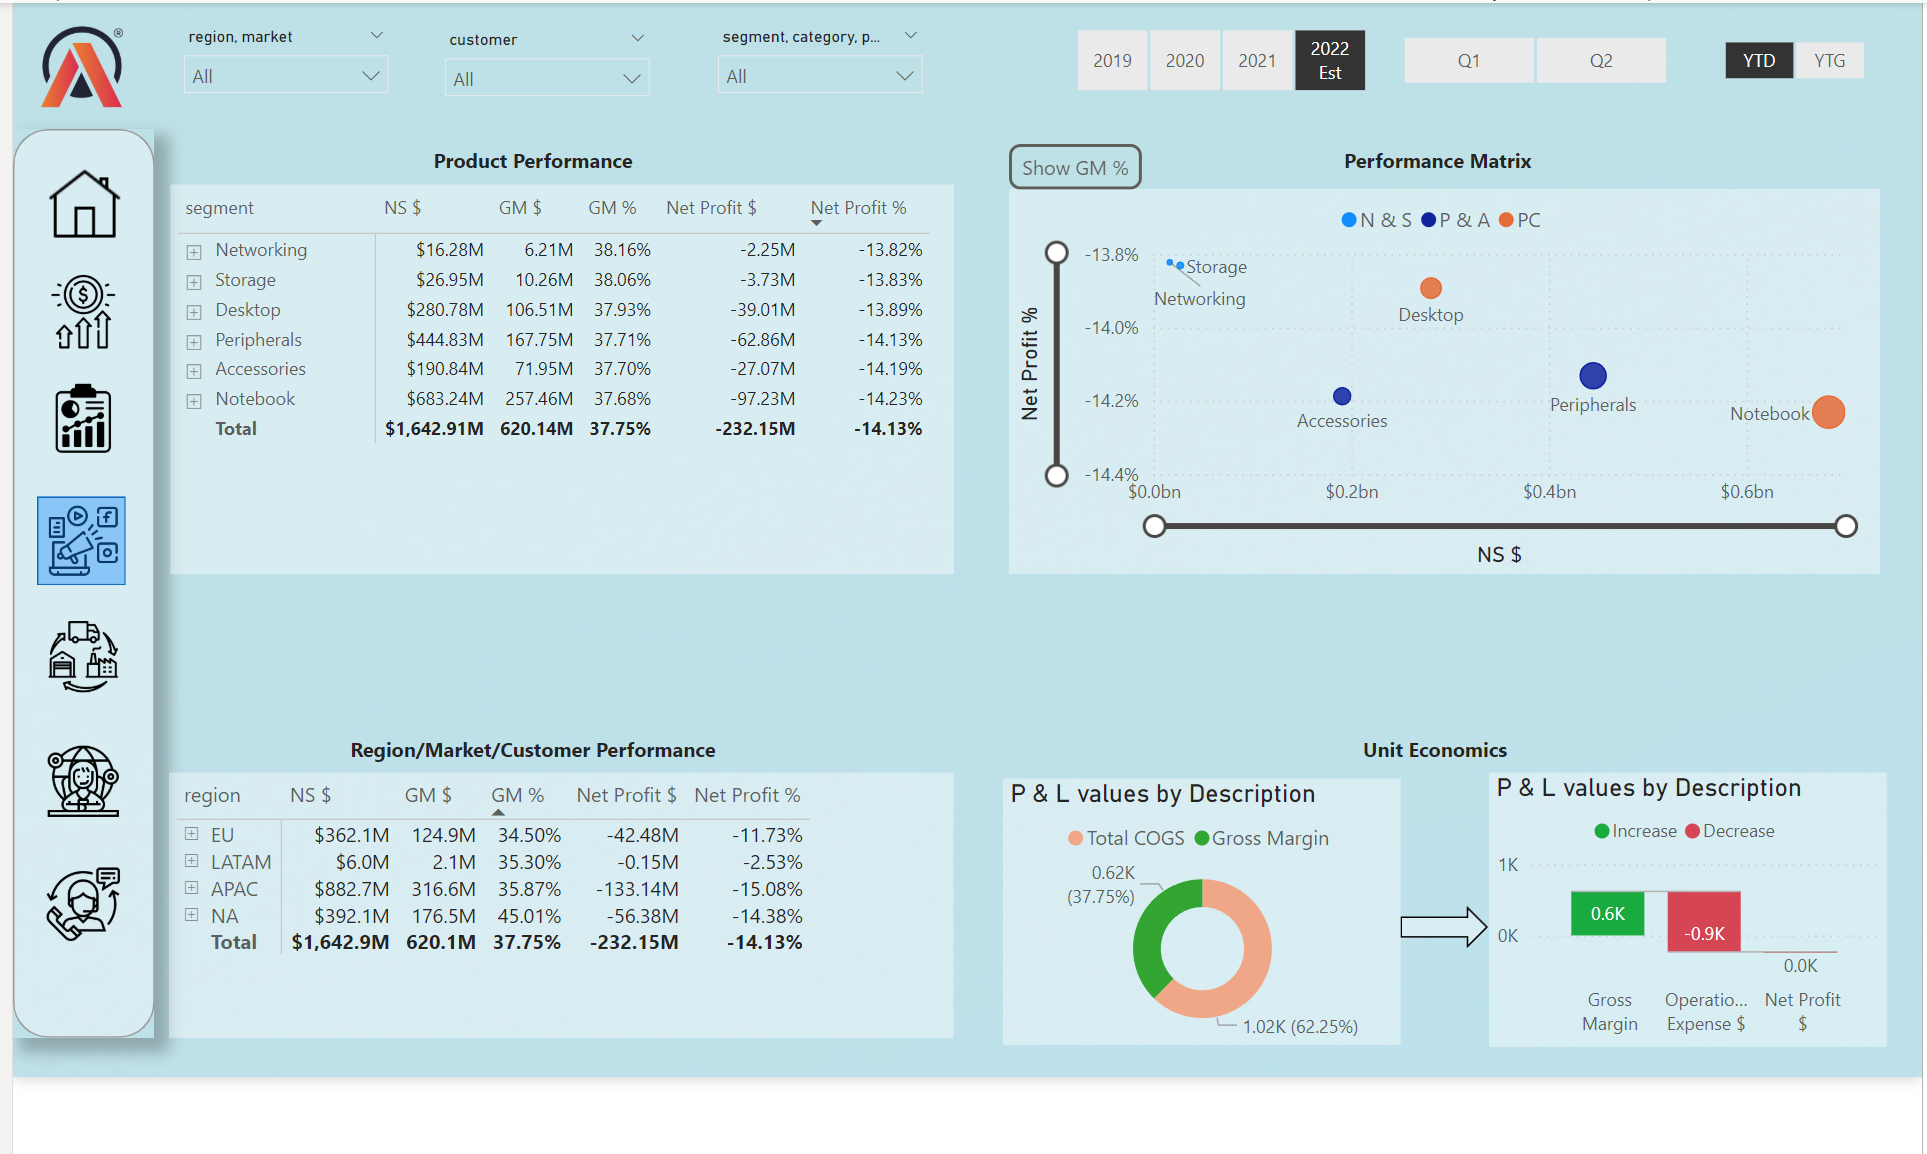 region, market
All
customer
All
segment, category, p...
All
2019 2020 2021 2022 Est
Q1 Q2
YTD YTG
Product Performance
segment NS $ GM $ GM % Net Profit $ Net Profit %
Networking $16.28M 6.21M 38.16% -2.25M -13.82%
Storage $26.95M 10.26M 38.06% -3.73M -13.83%
Desktop $280.78M 106.51M 37.93% -39.01M -13.89%
Peripherals $444.83M 167.75M 37.71% -62.86M -14.13%
Accessories $190.84M 71.95M 37.70% -27.07M -14.19%
Notebook $683.24M 257.46M 37.68% -97.23M -14.23%
Total $1,642.91M 620.14M 37.75% -232.15M -14.13%
Show GM %
Performance Matrix
N & S P & A PC
Net Profit %
-13.8%
-14.0%
-14.2%
-14.4%
Storage
Networking
Desktop
Accessories
Peripherals
Notebook
$0.0bn $0.2bn $0.4bn $0.6bn
NS $
Region/Market/Customer Performance
region NS $ GM $ GM % Net Profit $ Net Profit %
EU $362.1M 124.9M 34.50% -42.48M -11.73%
LATAM $6.0M 2.1M 35.30% -0.15M -2.53%
APAC $882.7M 316.6M 35.87% -133.14M -15.08%
NA $392.1M 176.5M 45.01% -56.38M -14.38%
Total $1,642.9M 620.1M 37.75% -232.15M -14.13%
Unit Economics
P & L values by Description
Total COGS Gross Margin
0.62K
(37.75%)
1.02K (62.25%)
P & L values by Description
Increase Decrease
1K
0K
0.6K
-0.9K
0.0K
Gross Margin
Operatio... Expense $
Net Profit $